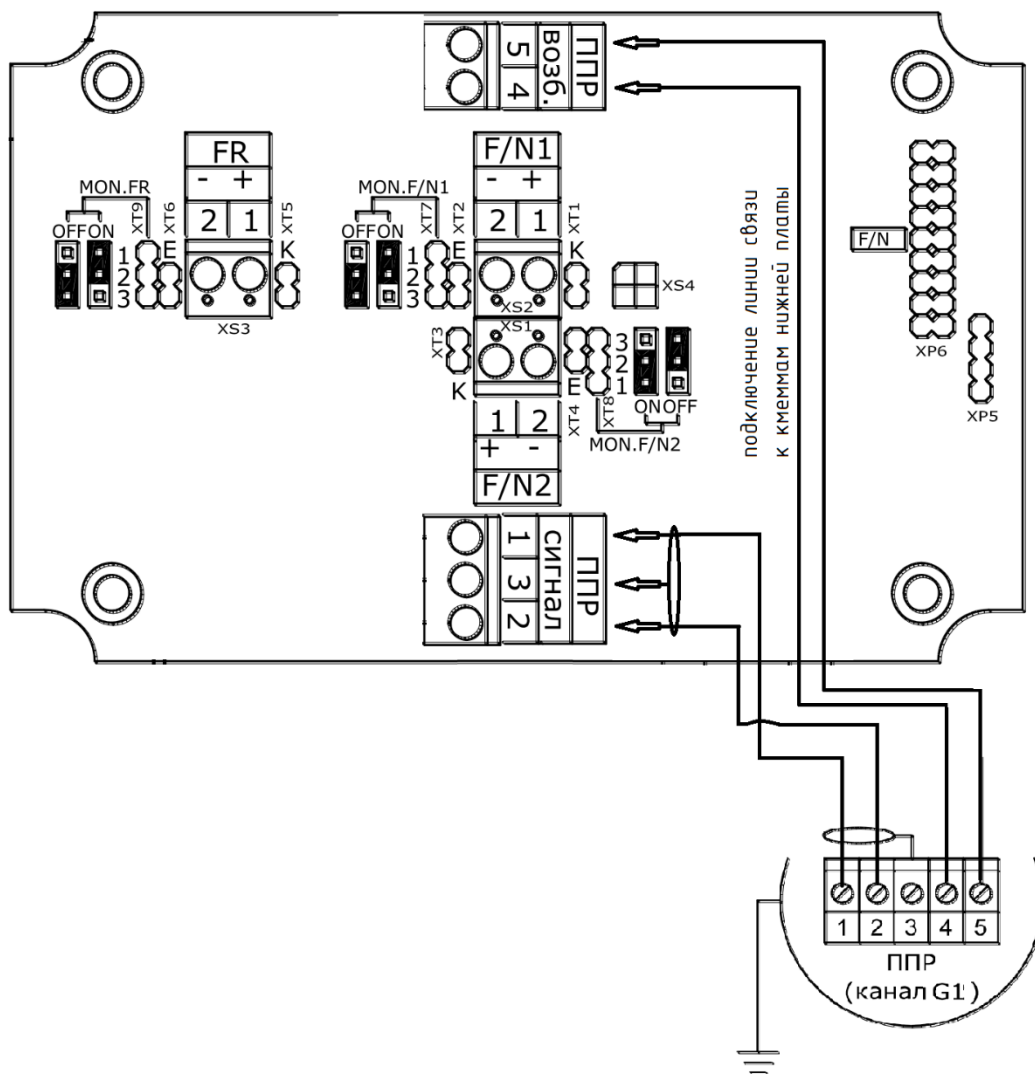 ППР
возб.
5
4
FR
- +
2 1
MON.FR
XT9
XT6
XT5
OFF ON
E
K
1
2
3
XS3
F/N1
- +
2 1
MON.F/N1
XT7
XT2
XT1
OFF ON
E
K
1
2
3
XS2
XS4
XS1
XT3
K
E
3
2
1
XT4
XT8
ON OFF
MON.F/N2
1 2
+ -
F/N2
F/N
XP6
XP5
подключение линии связи
к кмеммам нижней платы
ППР
сигнал
1
3
2
1 2 3 4 5
ППР
(канал G1)